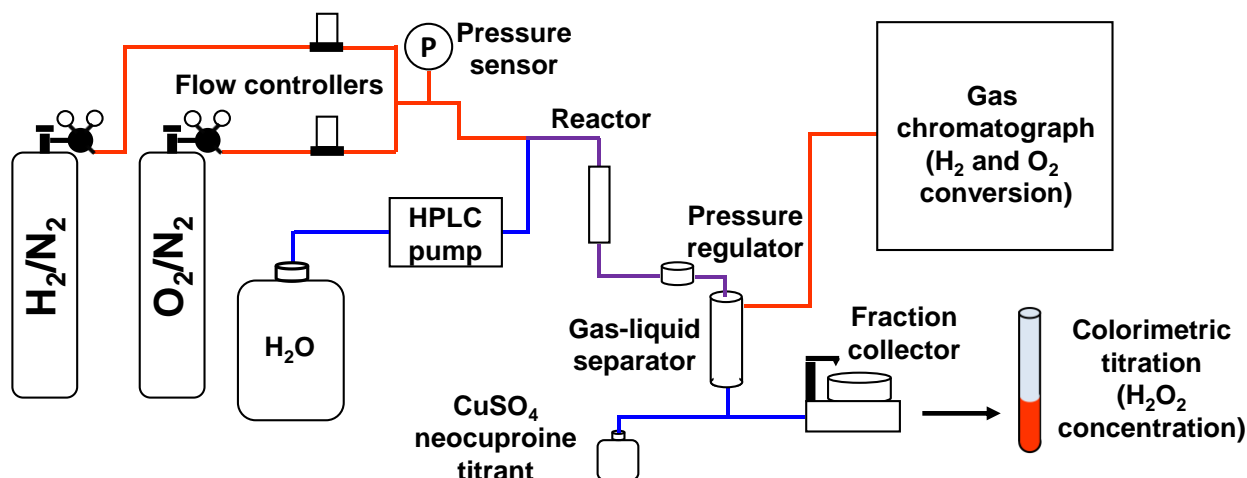 Pressure
sensor
P
Flow controllers
Reactor
Gas
chromatograph
(H₂ and O₂
conversion)
H₂/N₂
O₂/N₂
HPLC
pump
H₂O
Pressure
regulator
Gas-liquid
separator
Fraction
collector
Colorimetric
titration
(H₂O₂
concentration)
CuSO₄
neocuproine
titrant